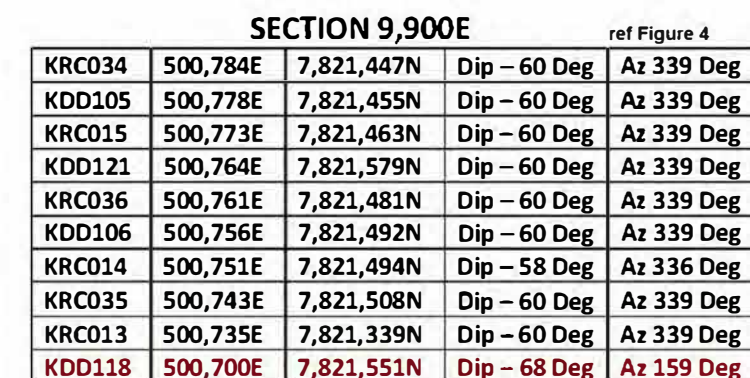 SECTION 9,900E ref Figure 4
KRC034 500,784E 7,821,447N Dip – 60 Deg Az 339 Deg
KDD105 500,778E 7,821,455N Dip – 60 Deg Az 339 Deg
KRC015 500,773E 7,821,463N Dip – 60 Deg Az 339 Deg
KDD121 500,764E 7,821,579N Dip – 60 Deg Az 339 Deg
KRC036 500,761E 7,821,481N Dip – 60 Deg Az 339 Deg
KDD106 500,756E 7,821,492N Dip – 60 Deg Az 339 Deg
KRC014 500,751E 7,821,494N Dip – 58 Deg Az 336 Deg
KRC035 500,743E 7,821,508N Dip – 60 Deg Az 339 Deg
KRC013 500,735E 7,821,339N Dip – 60 Deg Az 339 Deg
KDD118 500,700E 7,821,551N Dip – 68 Deg Az 159 Deg